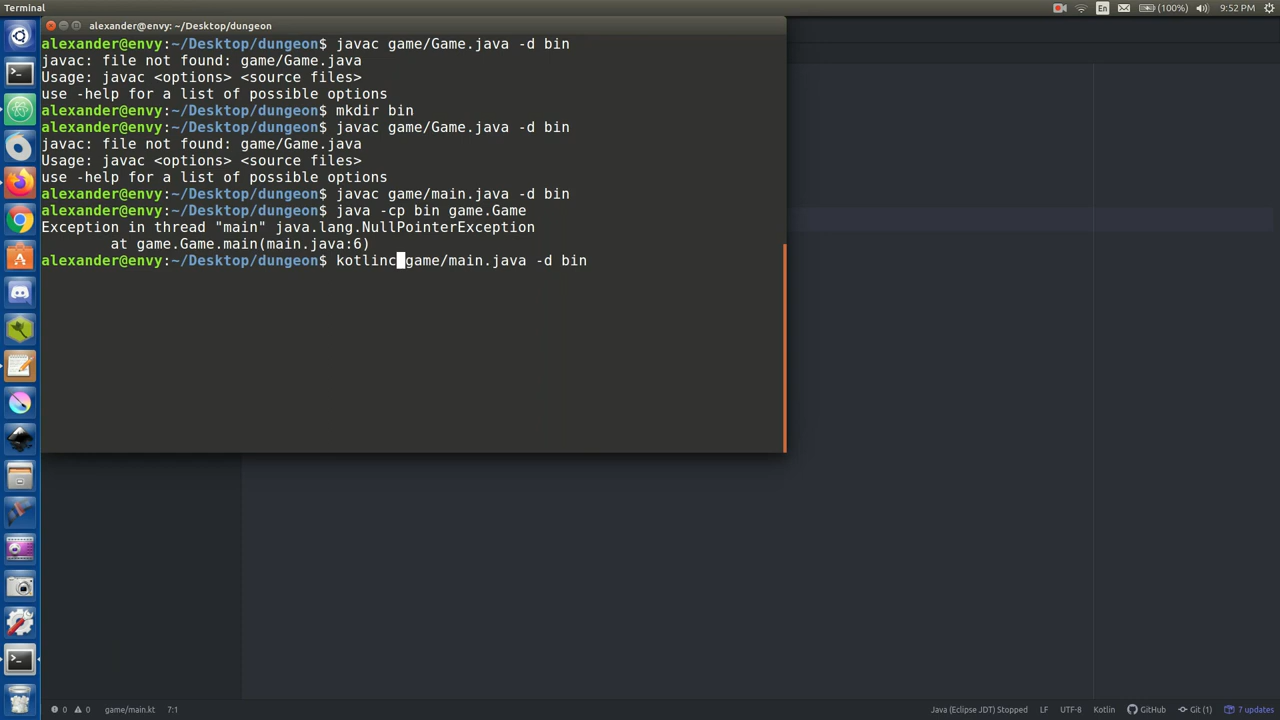 Terminal
En
(100%)
9:52 PM
alexander@envy: ~/Desktop/dungeon
alexander@envy:~/Desktop/dungeon$ javac game/Game.java -d bin
javac: file not found: game/Game.java
Usage: javac <options> <source files>
use -help for a list of possible options
alexander@envy:~/Desktop/dungeon$ mkdir bin
alexander@envy:~/Desktop/dungeon$ javac game/Game.java -d bin
javac: file not found: game/Game.java
Usage: javac <options> <source files>
use -help for a list of possible options
alexander@envy:~/Desktop/dungeon$ javac game/main.java -d bin
alexander@envy:~/Desktop/dungeon$ java -cp bin game.Game
Exception in thread "main" java.lang.NullPointerException
at game.Game.main(main.java:6)
alexander@envy:~/Desktop/dungeon$ kotlinc game/main.java -d bin
0 0 game/main.kt 7:1 Java (Eclipse JDT) Stopped LF UTF-8 Kotlin GitHub Git (1) 7 updates